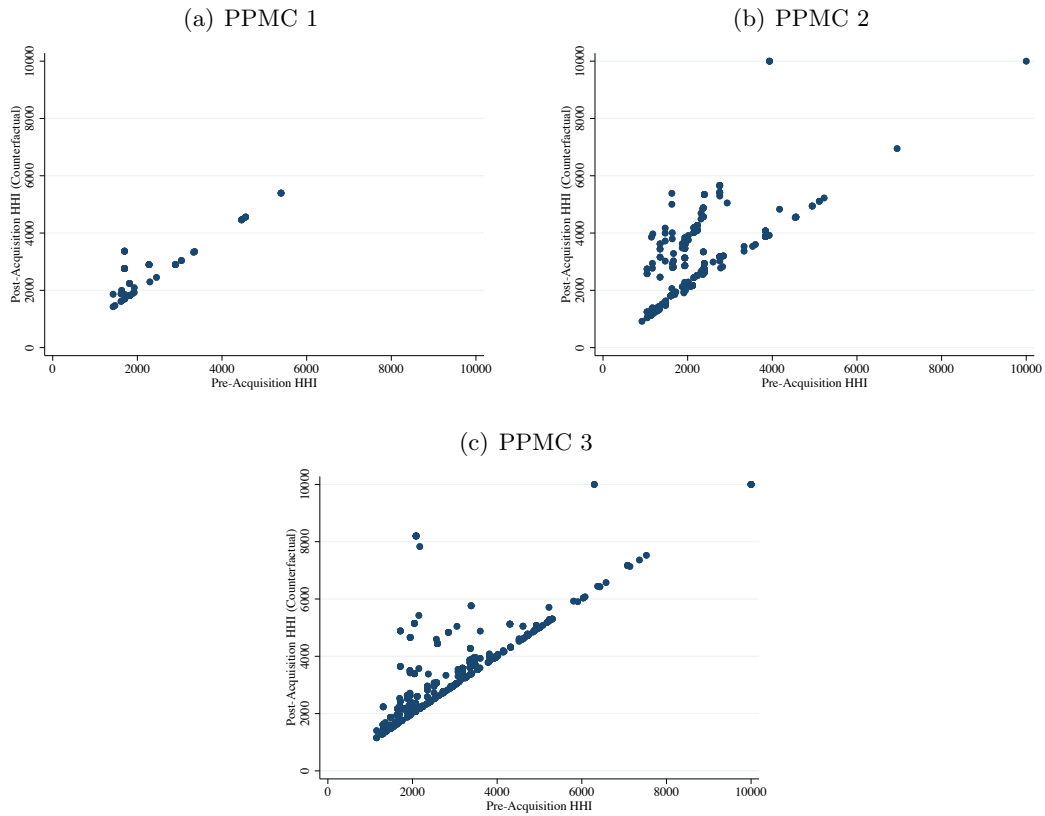 (a) PPMC 1
Post-Acquisition HHI (Counterfactual)
10000
8000
6000
4000
2000
0
0 2000 4000 6000 8000 10000
Pre-Acquisition HHI
(b) PPMC 2
Post-Acquisition HHI (Counterfactual)
10000
8000
6000
4000
2000
0
0 2000 4000 6000 8000 10000
Pre-Acquisition HHI
(c) PPMC 3
Post-Acquisition HHI (Counterfactual)
10000
8000
6000
4000
2000
0
0 2000 4000 6000 8000 10000
Pre-Acquisition HHI